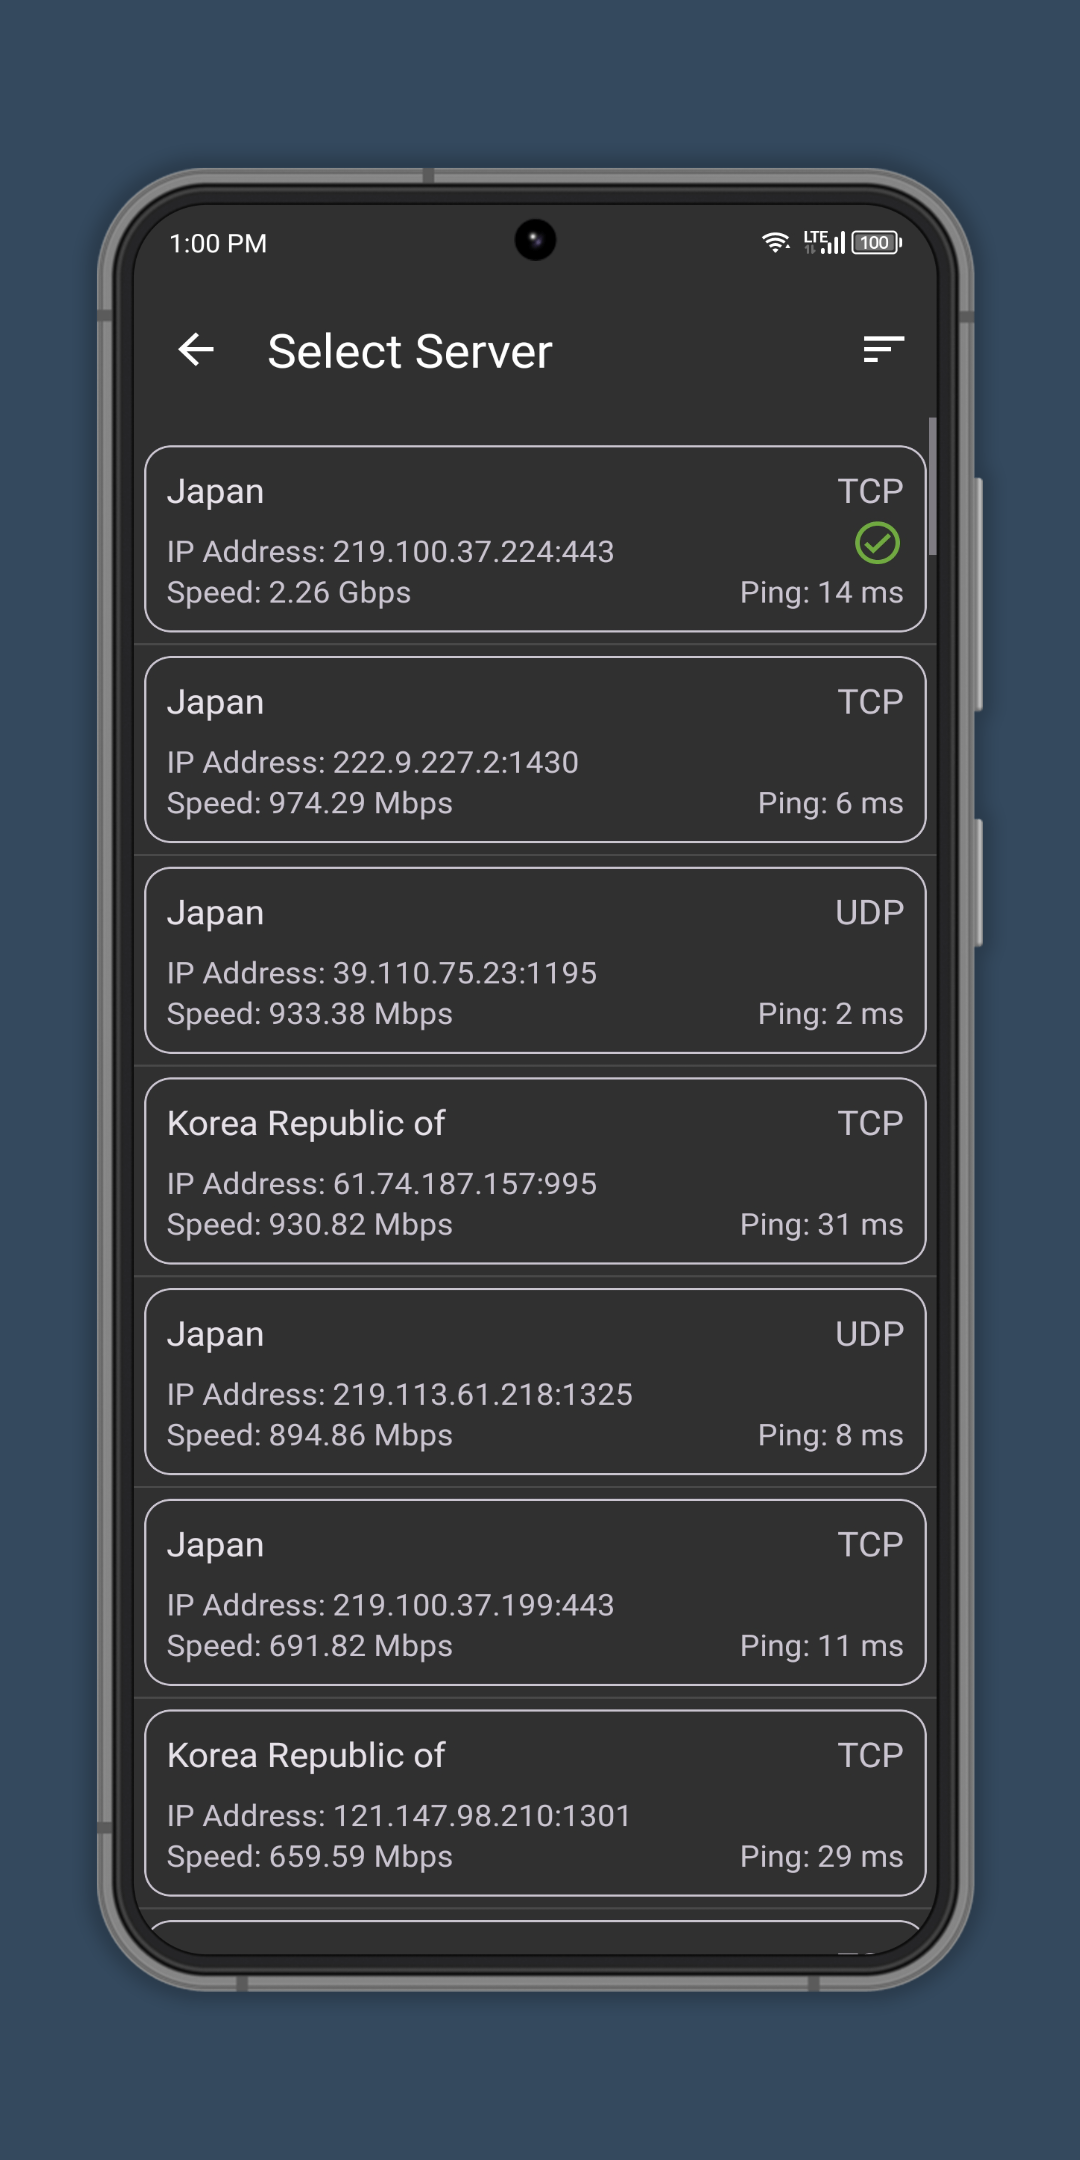 1:00 PM
LTE
100
Select Server
Japan
TCP
IP Address: 219.100.37.224:443
Speed: 2.26 Gbps
Ping: 14 ms
Japan
TCP
IP Address: 222.9.227.2:1430
Speed: 974.29 Mbps
Ping: 6 ms
Japan
UDP
IP Address: 39.110.75.23:1195
Speed: 933.38 Mbps
Ping: 2 ms
Korea Republic of
TCP
IP Address: 61.74.187.157:995
Speed: 930.82 Mbps
Ping: 31 ms
Japan
UDP
IP Address: 219.113.61.218:1325
Speed: 894.86 Mbps
Ping: 8 ms
Japan
TCP
IP Address: 219.100.37.199:443
Speed: 691.82 Mbps
Ping: 11 ms
Korea Republic of
TCP
IP Address: 121.147.98.210:1301
Speed: 659.59 Mbps
Ping: 29 ms